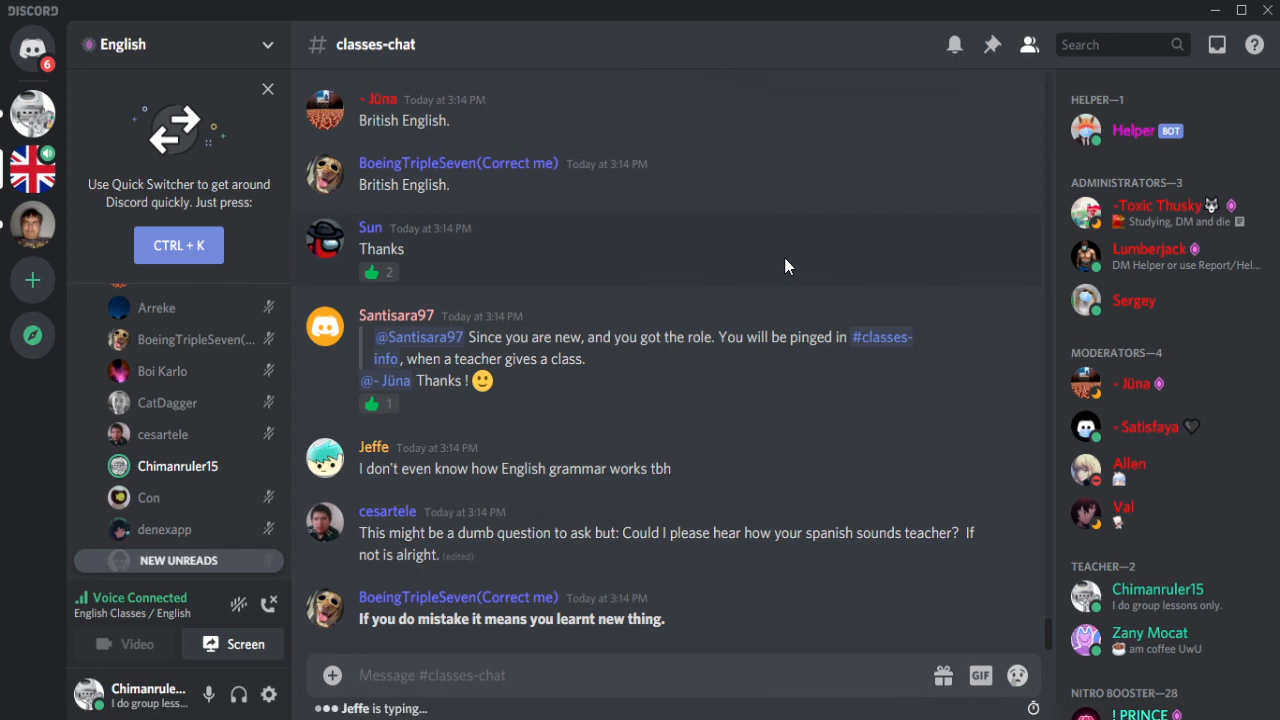 DISCORD
6
English
Use Quick Switcher to get around
Discord quickly. Just press:
CTRL + K
Arreke
BoeingTripleSeven(...
Boi Karlo
CatDagger
cesartele
Chimanruler15
Con
denexapp
NEW UNREADS
Voice Connected
English Classes / English
Video
Screen
Chimanrule...
I do group less...
# classes-chat
Search
- Jüna Today at 3:14 PM
British English.
BoeingTripleSeven(Correct me) Today at 3:14 PM
British English.
Sun Today at 3:14 PM
Thanks
2
Santisara97 Today at 3:14 PM
@Santisara97 Since you are new, and you got the role. You will be pinged in #classes-
info, when a teacher gives a class.
@- Jüna Thanks !
1
Jeffe Today at 3:14 PM
I don't even know how English grammar works tbh
cesartele Today at 3:14 PM
This might be a dumb question to ask but: Could I please hear how your spanish sounds teacher? If
not is alright. (edited)
BoeingTripleSeven(Correct me) Today at 3:14 PM
If you do mistake it means you learnt new thing.
Message #classes-chat
GIF
Jeffe is typing...
HELPER—1
Helper BOT
ADMINISTRATORS—3
-Toxic Thusky
Studying, DM and die
Lumberjack
DM Helper or use Report/Hel...
Sergey
MODERATORS—4
- Jüna
- Satisfaya
Allen
Val
TEACHER—2
Chimanruler15
I do group lessons only.
Zany Mocat
am coffee UwU
NITRO BOOSTER—28
! PRINCE